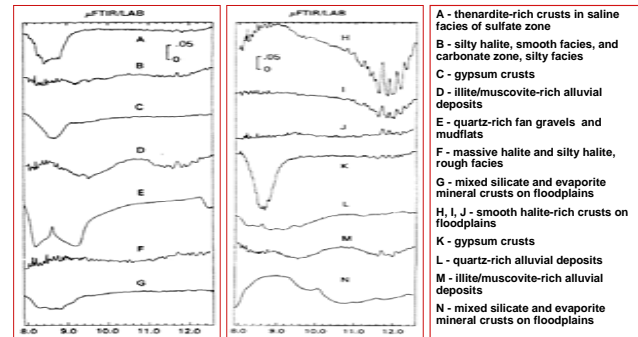 μFTIR/LAB
A
.05
0
B
C
D
E
F
G
8.0 9.0 10.0 11.0 12.0
μFTIR/LAB
H
.05
0
I
J
K
L
M
N
8.0 9.0 10.0 11.0 12.0
A - thenardite-rich crusts in saline
facies of sulfate zone
B - silty halite, smooth facies, and
carbonate zone, silty facies
C - gypsum crusts
D - illite/muscovite-rich alluvial
deposits
E - quartz-rich fan gravels and
mudflats
F - massive halite and silty halite,
rough facies
G- mixed silicate and evaporite
mineral crusts on floodplains
H, I, J - smooth halite-rich crusts on
floodplains
K - gypsum crusts
L - quartz-rich alluvial deposits
M - illite/muscovite-rich alluvial
deposits
N - mixed silicate and evaporite
mineral crusts on floodplains